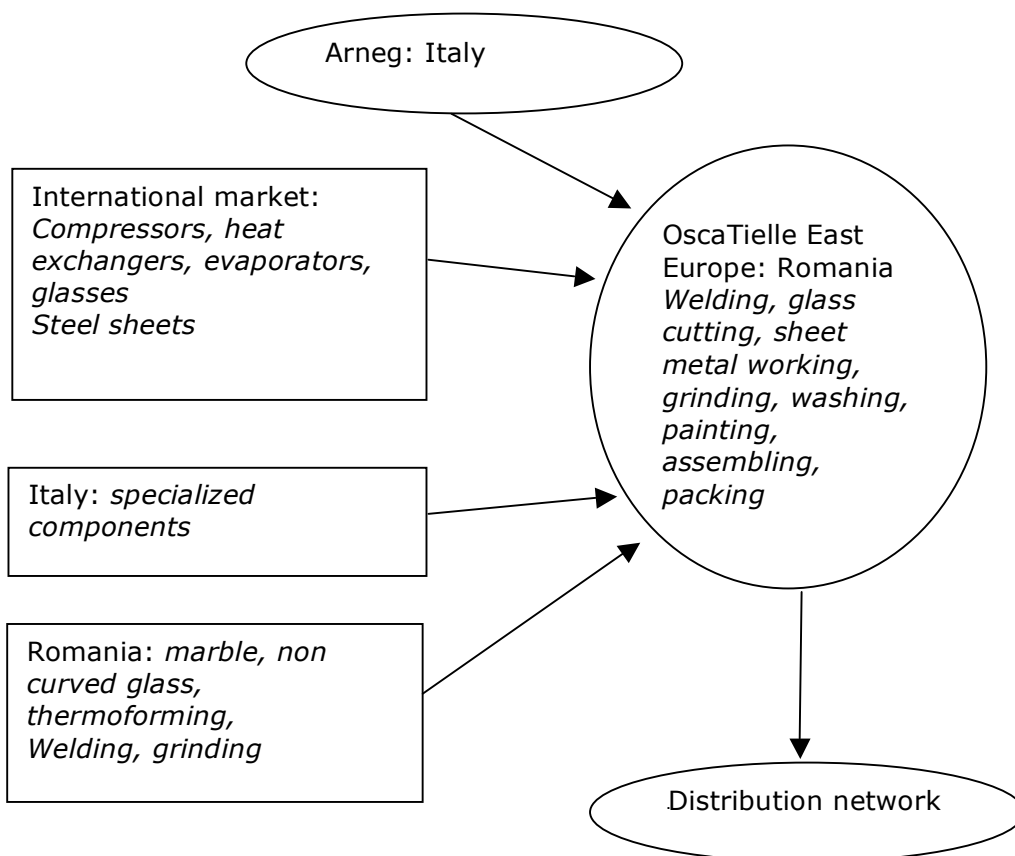 Arneg: Italy
International market:
Compressors, heat
exchangers, evaporators,
glasses
Steel sheets
OscaTielle East
Europe: Romania
Welding, glass
cutting, sheet
metal working,
grinding, washing,
painting,
assembling,
packing
Italy: specialized
components
Romania: marble, non
curved glass,
thermoforming,
Welding, grinding
.Distribution network